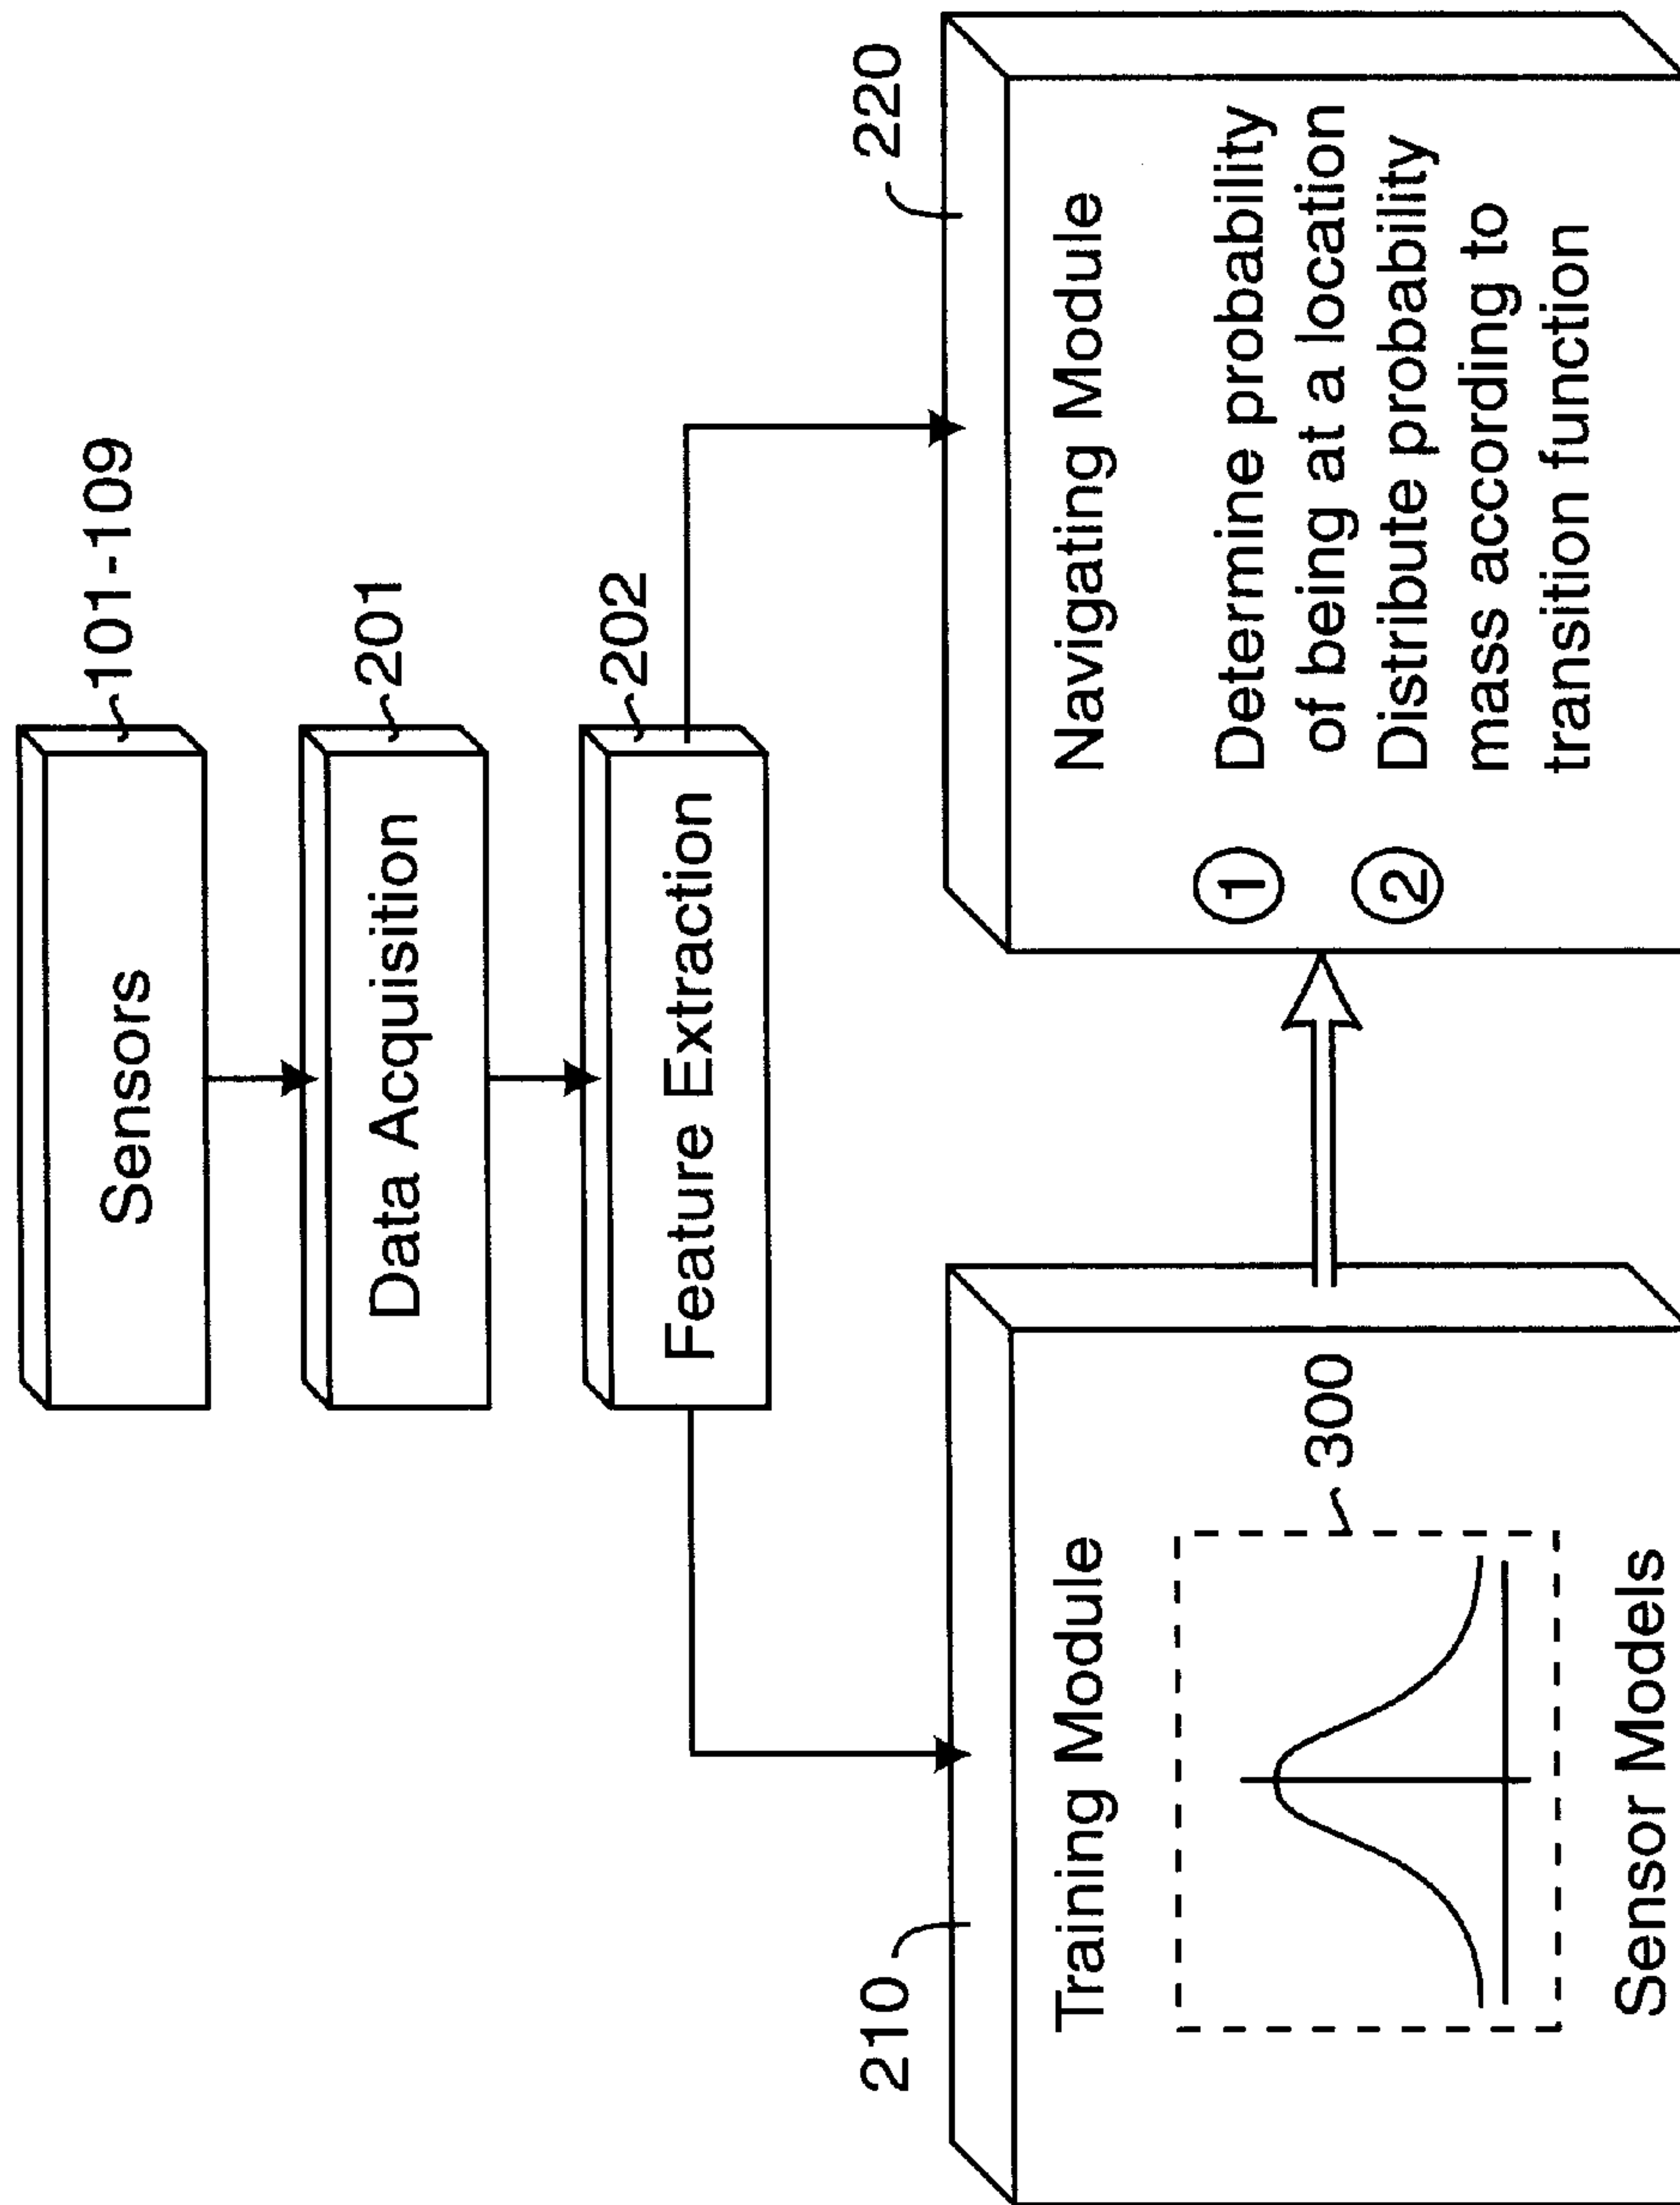 Sensors
101-109
Data Acquisition
201
Feature Extraction
202
210
Training Module
300
Sensor Models
220
Navigating Module
1 Determine probability
of being at a location
2 Distribute probability
mass according to
transition function